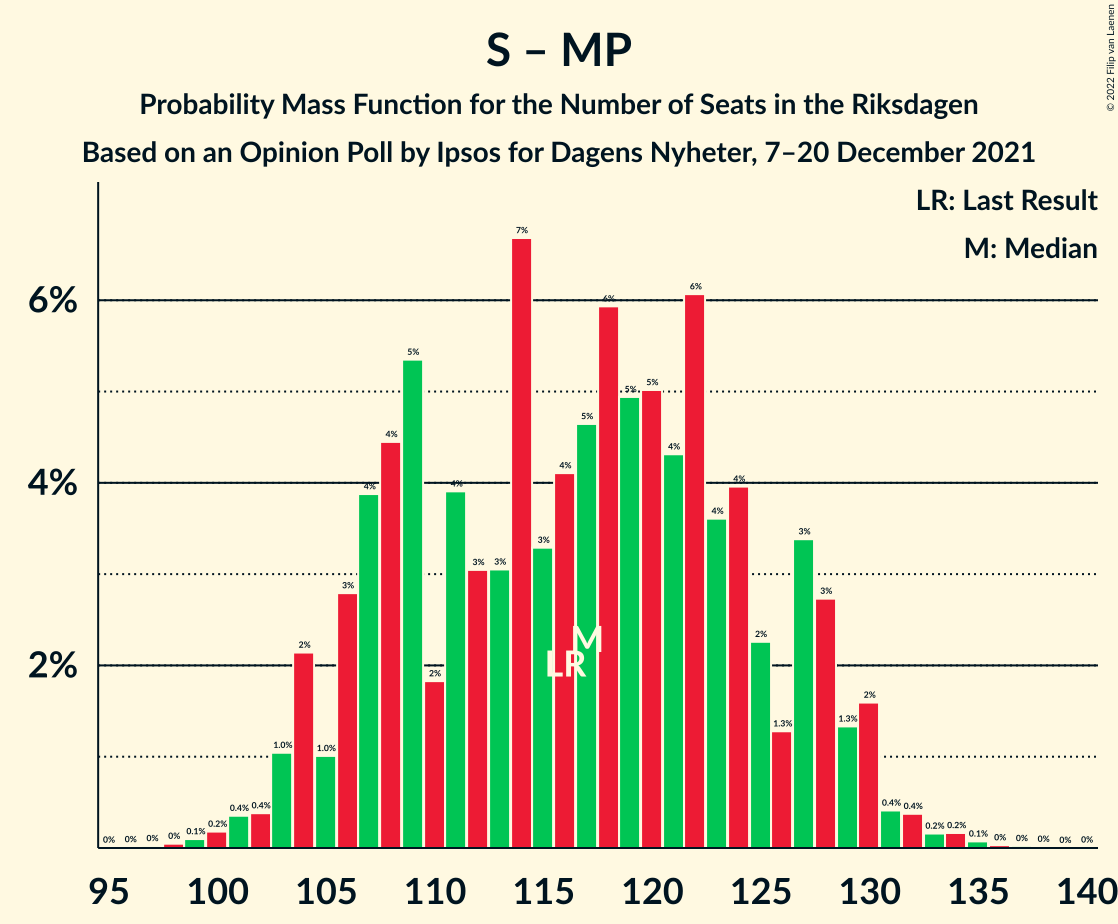 S – MP
Probability Mass Function for the Number of Seats in the Riksdagen
Based on an Opinion Poll by Ipsos for Dagens Nyheter, 7–20 December 2021
© 2022 Filip van Laenen
LR: Last Result
M: Median
6%
4%
2%
0% 0% 0% 0% 0.1% 0.2% 0.4% 0.4% 1.0% 2% 1.0% 3% 4% 4% 5% 2% 4% 3% 3% 7% 3% 4% 5% 6% 5% 5% 4% 6% 4% 4% 2% 1.3% 3% 3% 1.3% 2% 0.4% 0.4% 0.2% 0.2% 0.1% 0% 0% 0% 0% 0%
M
LR
95 100 105 110 115 120 125 130 135 140